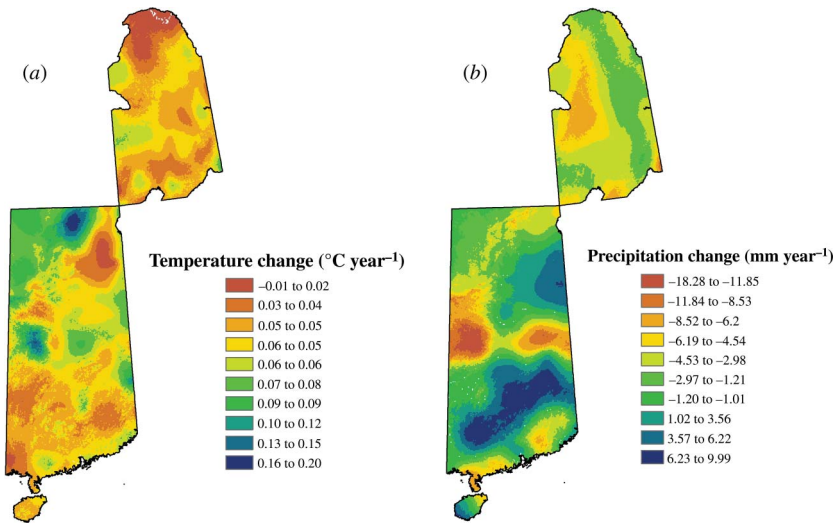 (a)
Temperature change (°C year⁻¹)
–0.01 to 0.02
0.03 to 0.04
0.05 to 0.05
0.06 to 0.05
0.06 to 0.06
0.07 to 0.08
0.09 to 0.09
0.10 to 0.12
0.13 to 0.15
0.16 to 0.20
(b)
Precipitation change (mm year⁻¹)
–18.28 to –11.85
–11.84 to –8.53
–8.52 to –6.2
–6.19 to –4.54
–4.53 to –2.98
–2.97 to –1.21
–1.20 to –1.01
1.02 to 3.56
3.57 to 6.22
6.23 to 9.99